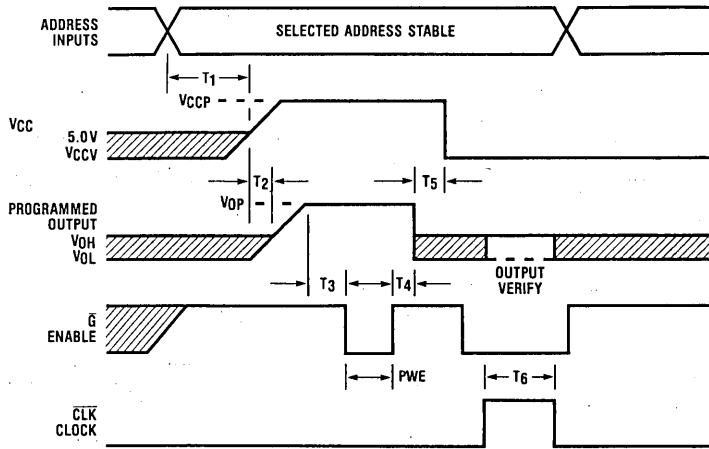 ADDRESS
INPUTS
SELECTED ADDRESS STABLE
T1
VCCP
VCC
5.0V
VCCV
T2
T5
VOP
PROGRAMMED
OUTPUT
VOH
VOL
OUTPUT
VERIFY
T3
T4
G̅
ENABLE
PWE
T6
C̅L̅K̅
CLOCK